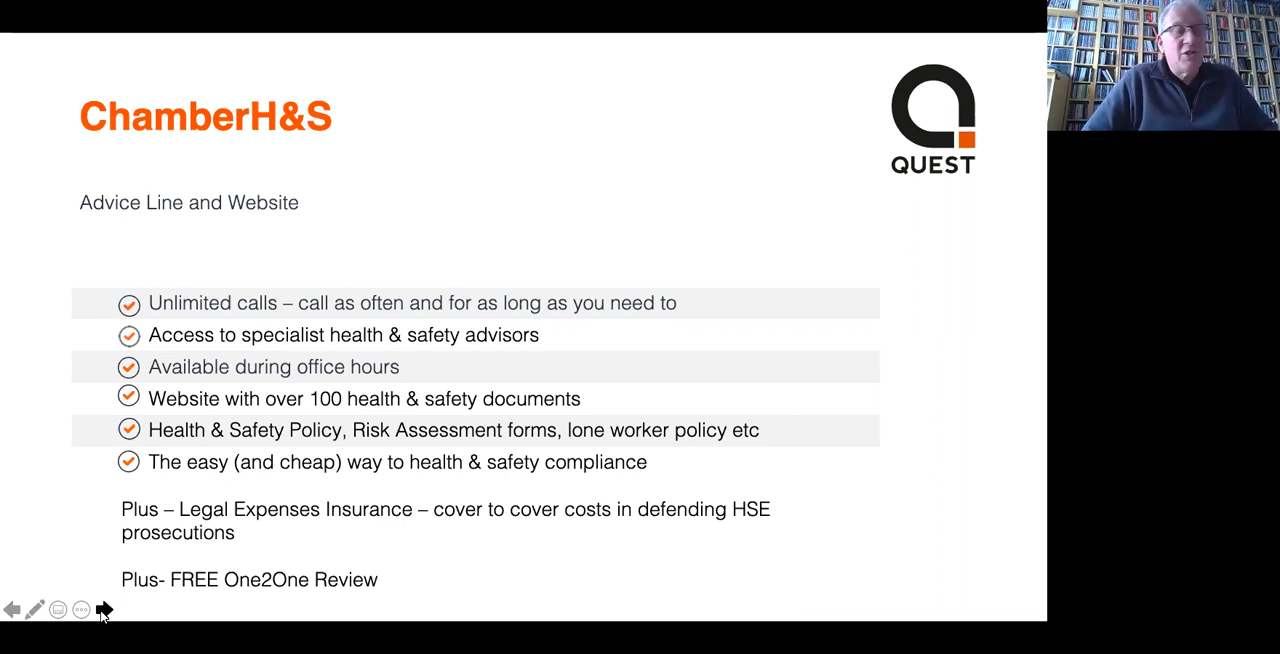 ChamberH&S
QUEST
Advice Line and Website
Unlimited calls – call as often and for as long as you need to
Access to specialist health & safety advisors
Available during office hours
Website with over 100 health & safety documents
Health & Safety Policy, Risk Assessment forms, lone worker policy etc
The easy (and cheap) way to health & safety compliance
Plus – Legal Expenses Insurance – cover to cover costs in defending HSE
prosecutions
Plus- FREE One2One Review